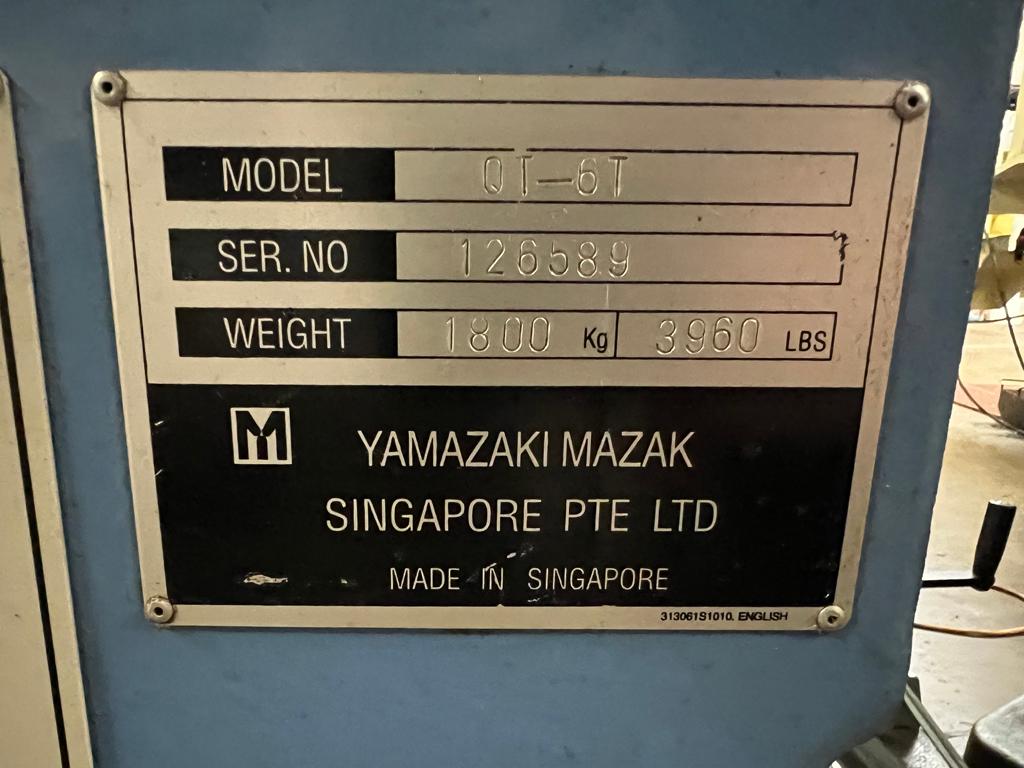 MODEL QT-6T
SER. NO 126589
WEIGHT 1800 Kg 3960 LBS
M
YAMAZAKI MAZAK
SINGAPORE PTE LTD
MADE IN SINGAPORE
313061S1010. ENGLISH